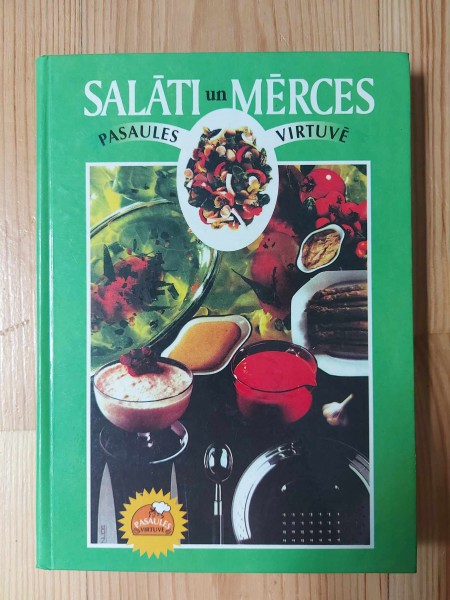 SALĀTI un MĒRCES
PASAULES VIRTUVĒ
PASAULES
VIRTUVĒ